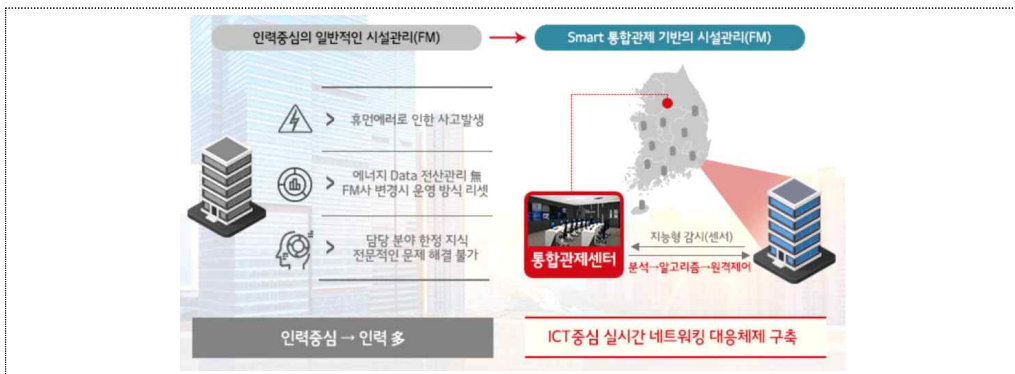 인력중심의 일반적인 시설관리(FM)
Smart 통합관제 기반의 시설관리(FM)
휴먼에러로 인한 사고발생
에너지 Data 전산관리 無
FM사 변경시 운영 방식 리셋
담당 분야 한정 지식
전문적인 문제 해결 불가
통합관제센터
지능형 감시(센서)
분석→알고리즘→원격제어
인력중심 → 인력 多
ICT중심 실시간 네트워킹 대응체제 구축